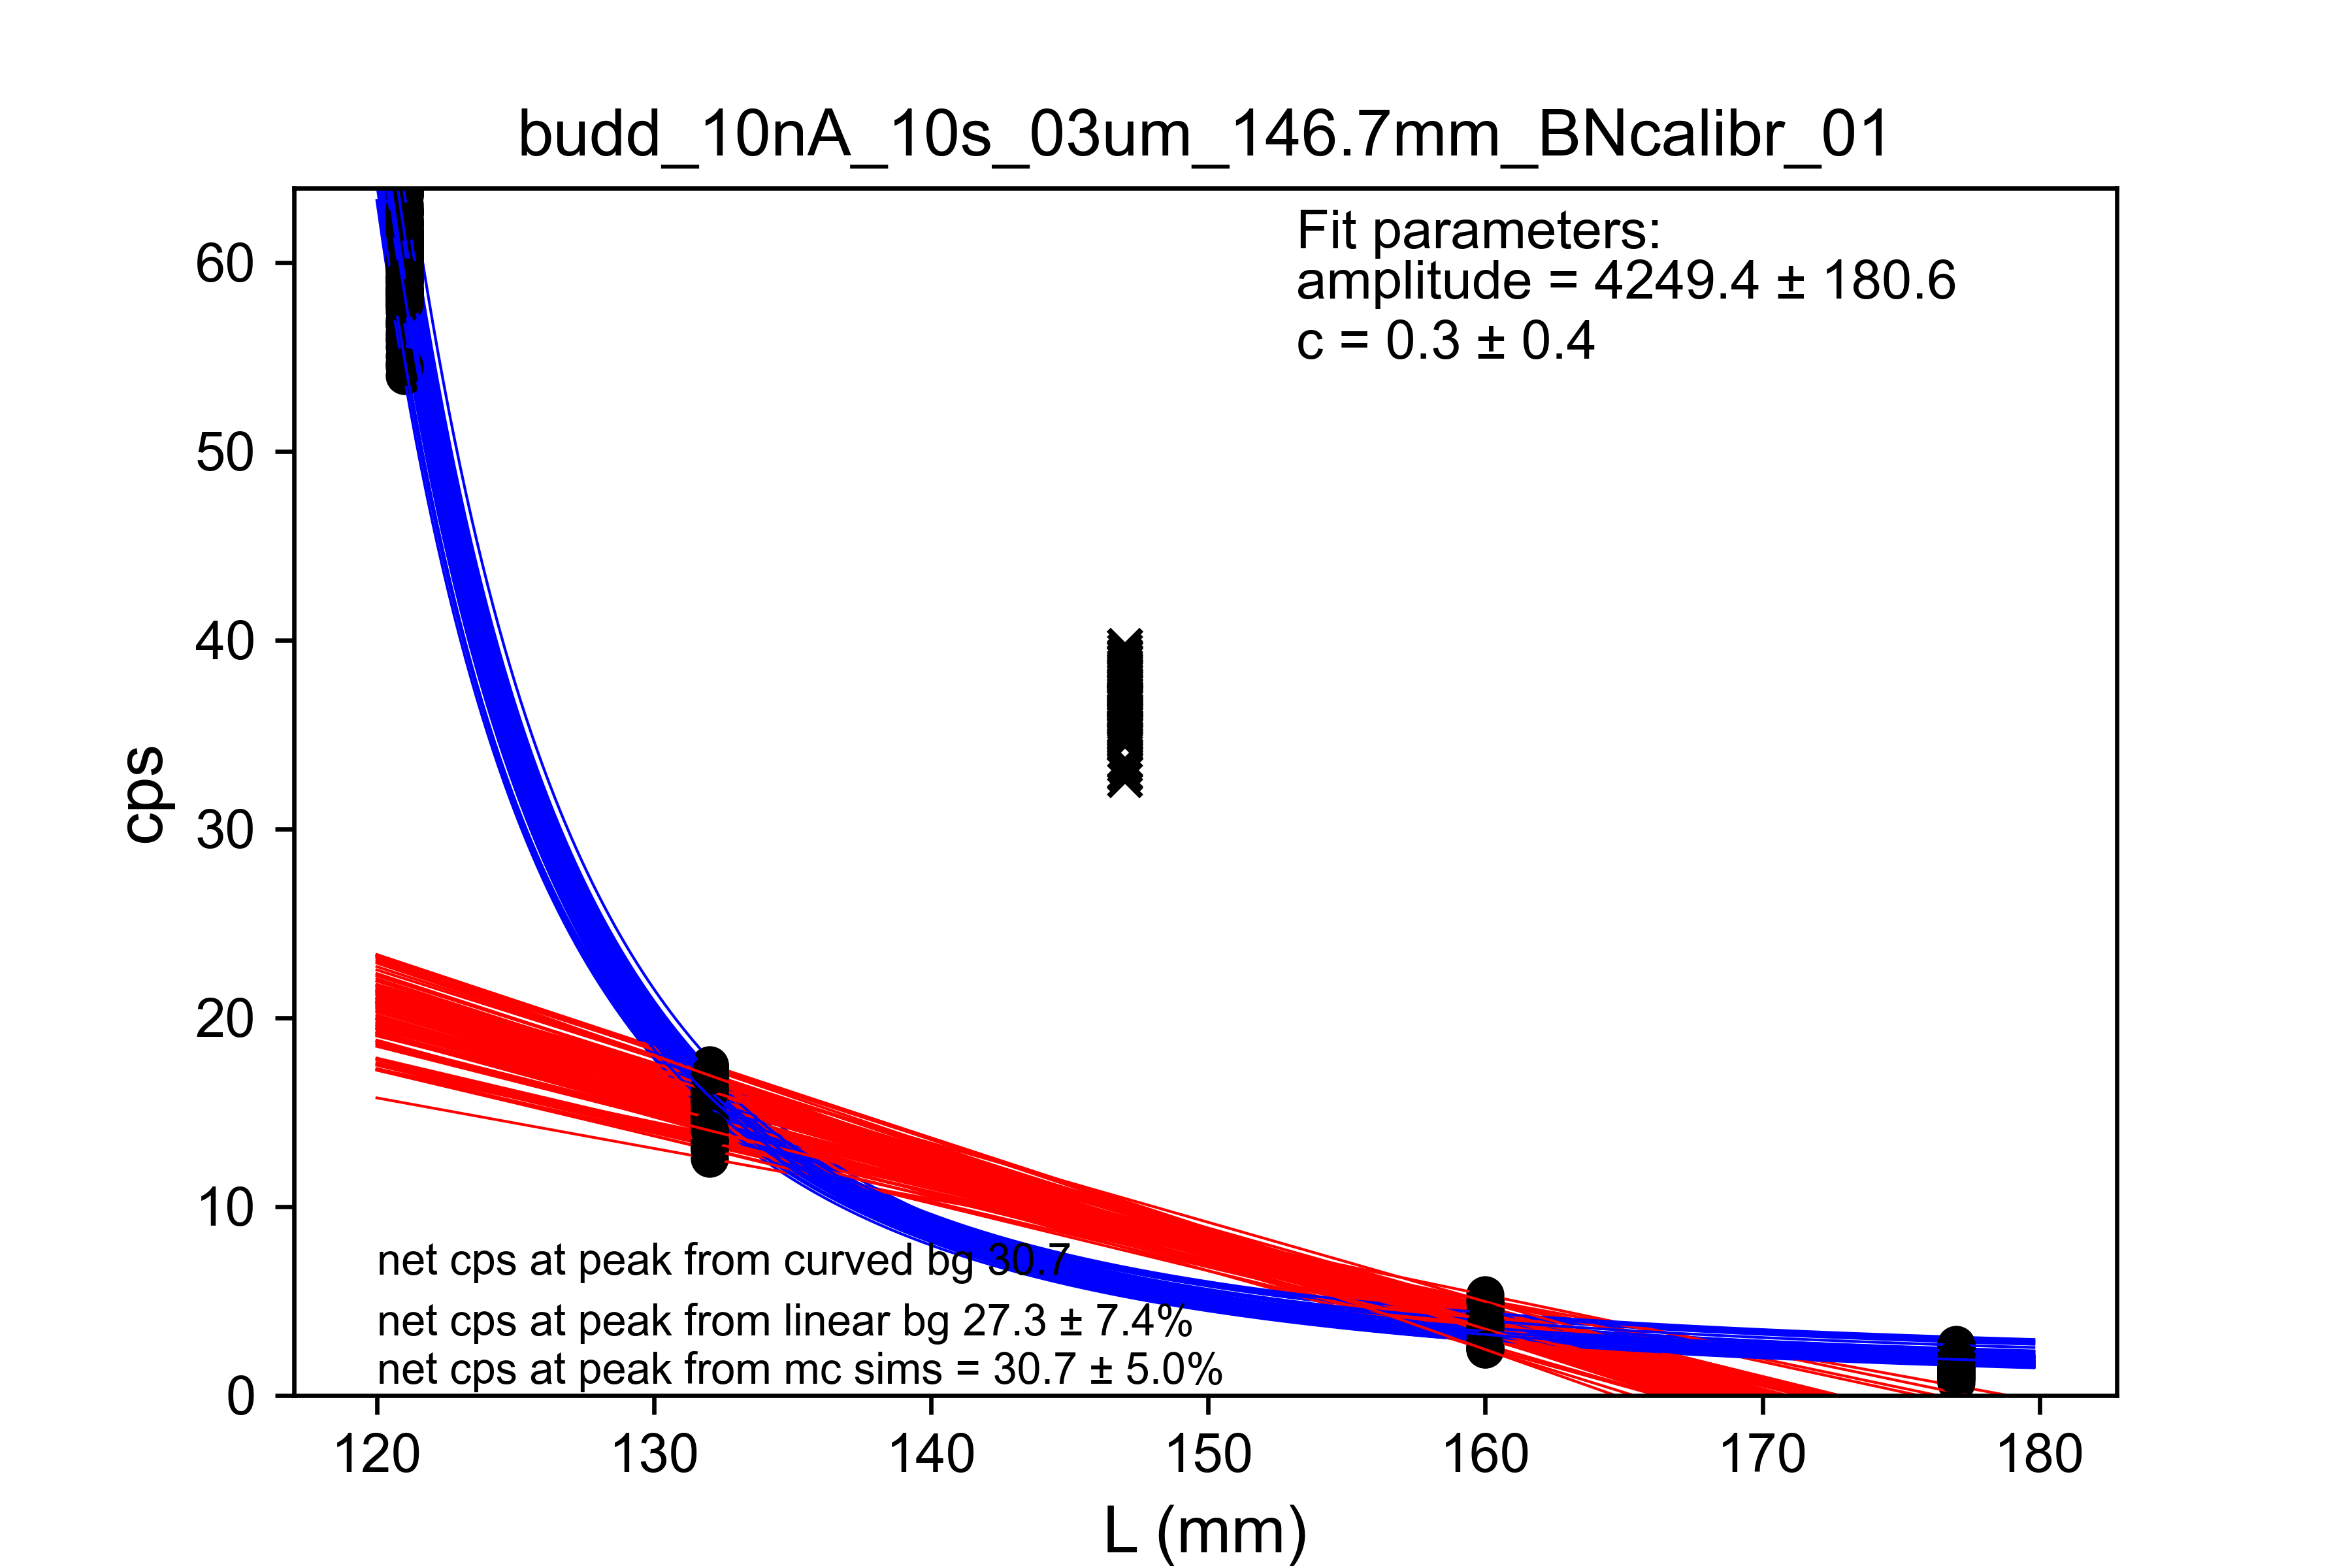 budd_10nA_10s_03um_146.7mm_BNcalibr_01
Fit parameters:
amplitude = 4249.4 ± 180.6
c = 0.3 ± 0.4
60
50
40
30
20
10
0
cps
net cps at peak from curved bg 30.7
net cps at peak from linear bg 27.3 ± 7.4%
net cps at peak from mc sims = 30.7 ± 5.0%
120 130 140 150 160 170 180
L (mm)